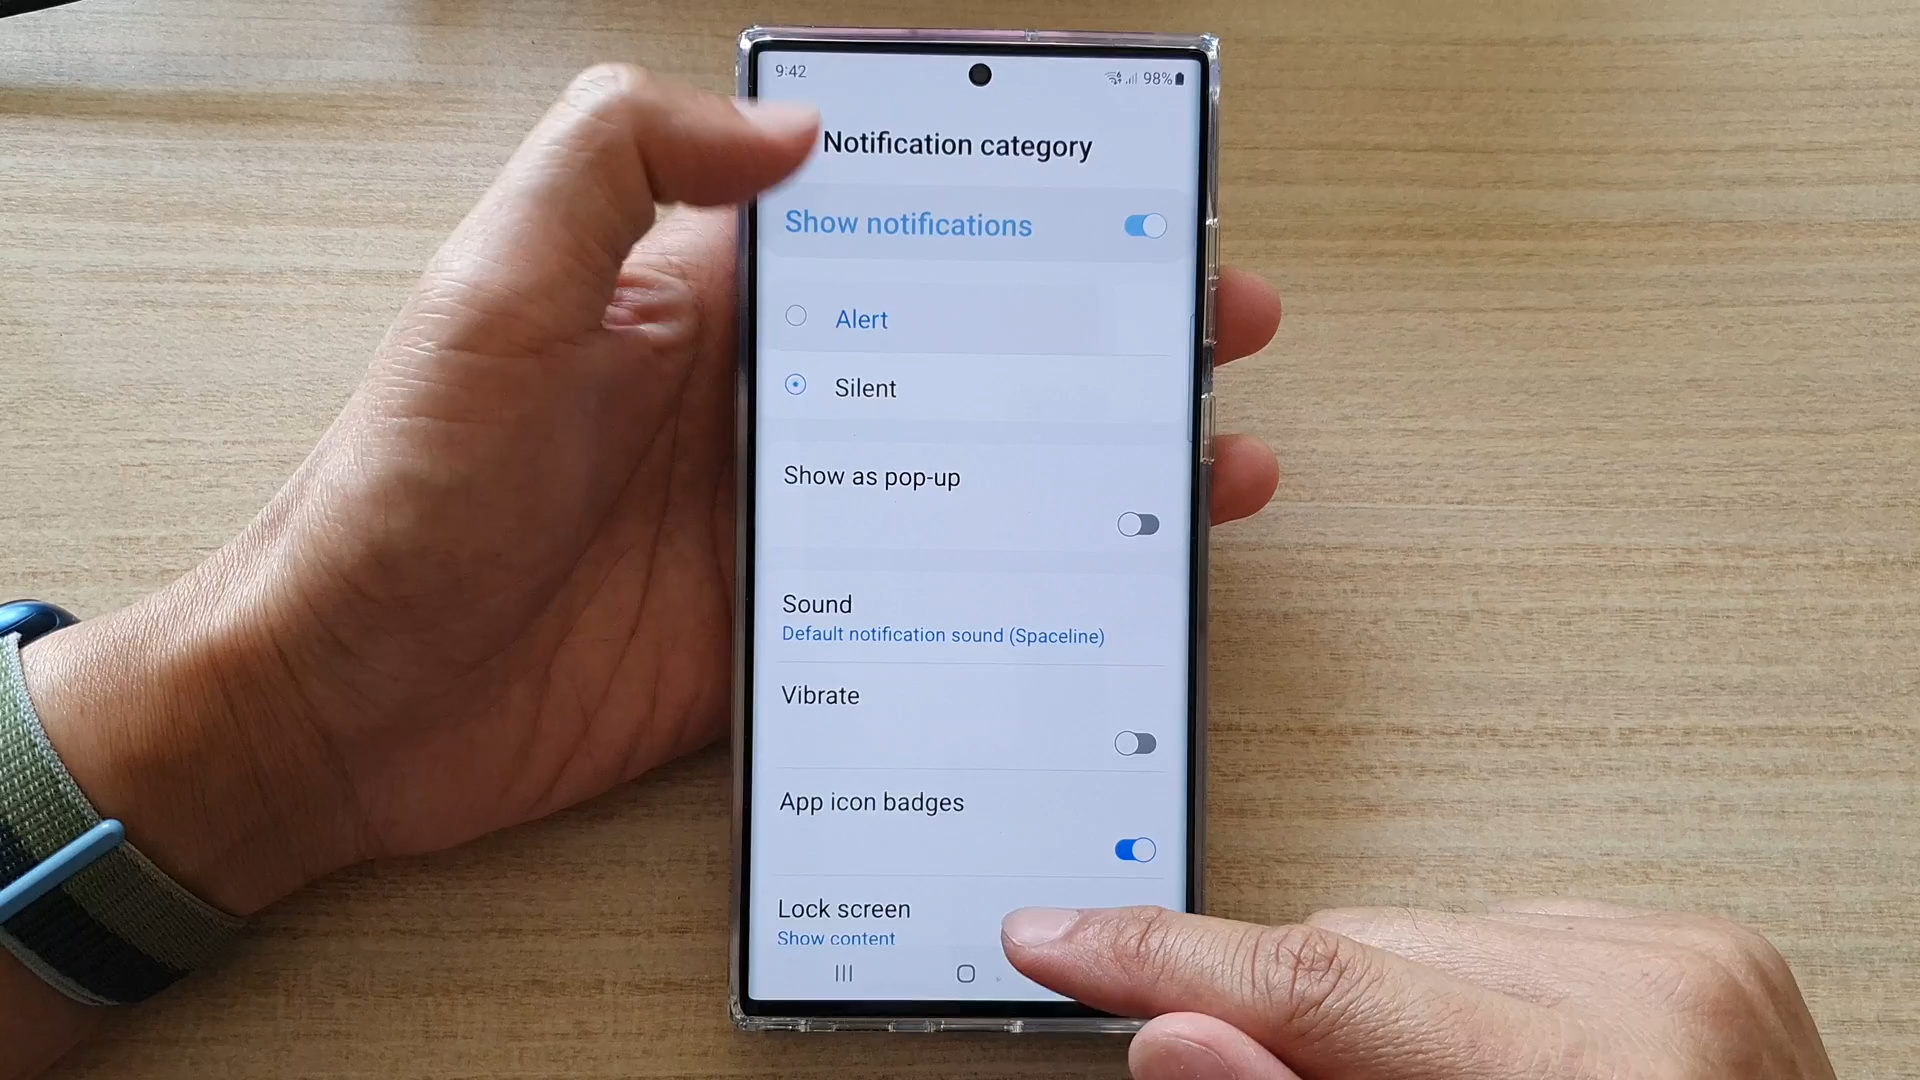 9:42
98%
Notification category
Show notifications
Alert
Silent
Show as pop-up
Sound
Default notification sound (Spaceline)
Vibrate
App icon badges
Lock screen
Show content